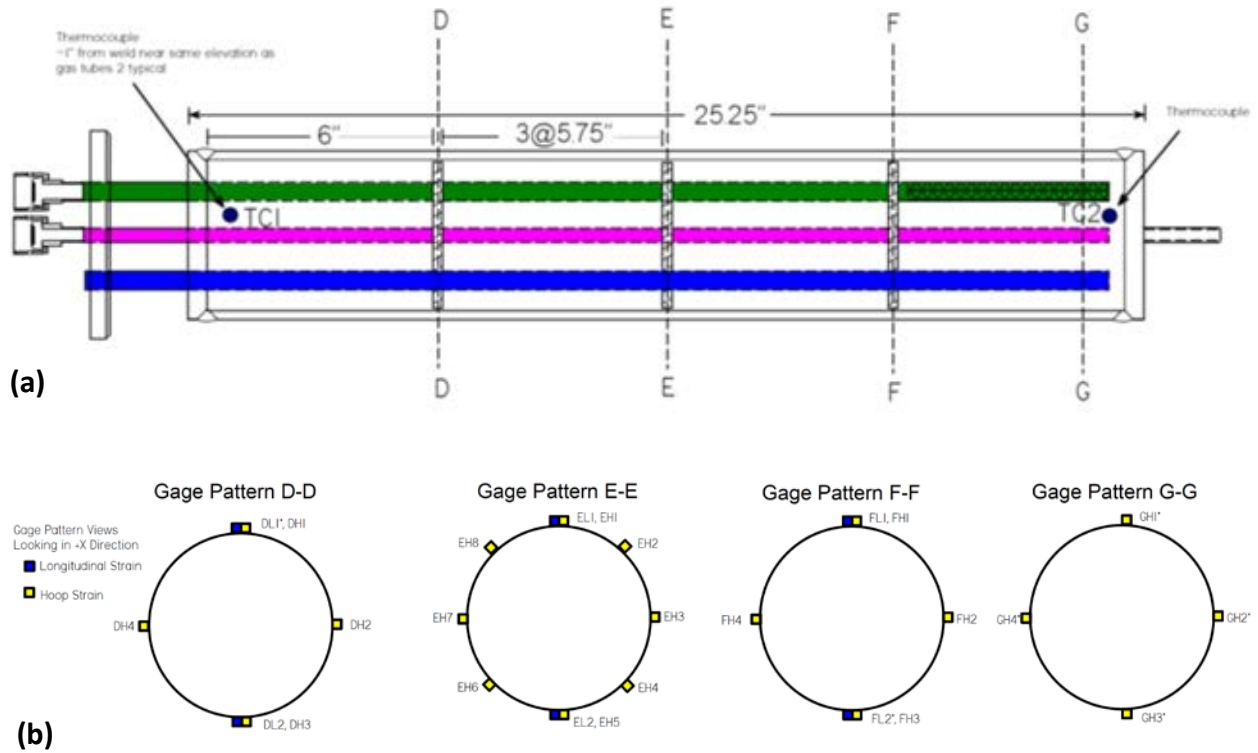 D E F G
Thermocouple
~1" from weld near same elevation as
gas tubes 2 typical
25.25"
Thermocouple
6" 3@5.75"
TC1 TC2
D E F G
(a)
Gage Pattern D-D Gage Pattern E-E Gage Pattern F-F Gage Pattern G-G
Gage Pattern Views
Looking in +X Direction
Longitudinal Strain
Hoop Strain
DL1*, DH1
DH4 DH2
DL2, DH3
EL1, EH1
EH8 EH2
EH7 EH3
EH6 EH4
EL2, EH5
FL1, FH1
FH4 FH2
FL2*, FH3
GH1*
GH4* GH2*
GH3*
(b)